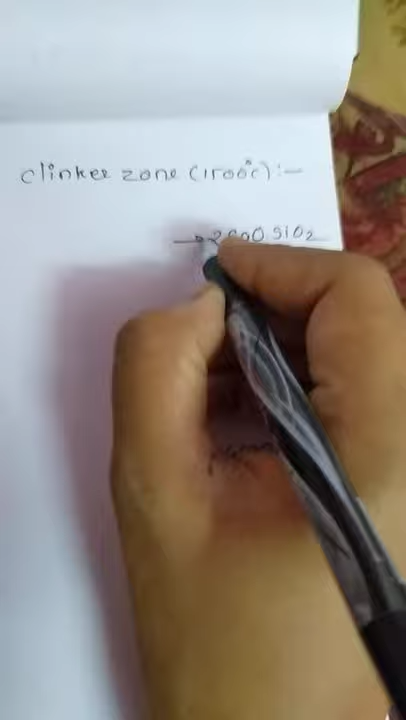 Clinker zone (1500°c):-
→ 2CaO SiO2